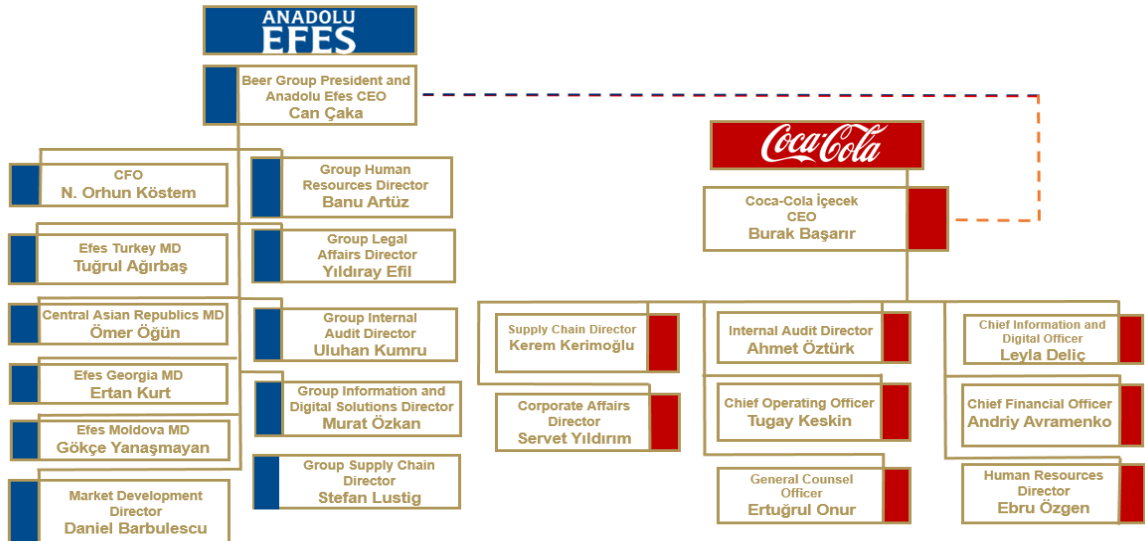 ANADOLU
EFES
Beer Group President and
Anadolu Efes CEO
Can Çaka
CFO
N. Orhun Köstem
Efes Turkey MD
Tuğrul Ağırbaş
Central Asian Republics MD
Ömer Öğün
Efes Georgia MD
Ertan Kurt
Efes Moldova MD
Gökçe Yanaşmayan
Market Development
Director
Daniel Barbulescu
Group Human
Resources Director
Banu Artüz
Group Legal
Affairs Director
Yıldıray Efil
Group Internal
Audit Director
Uluhan Kumru
Group Information and
Digital Solutions Director
Murat Özkan
Group Supply Chain
Director
Stefan Lustig
Coca-Cola
Coca-Cola İçecek
CEO
Burak Başarır
Supply Chain Director
Kerem Kerimoğlu
Corporate Affairs
Director
Servet Yıldırım
Internal Audit Director
Ahmet Öztürk
Chief Operating Officer
Tugay Keskin
General Counsel
Officer
Ertuğrul Onur
Chief Information and
Digital Officer
Leyla Deliç
Chief Financial Officer
Andriy Avramenko
Human Resources
Director
Ebru Özgen